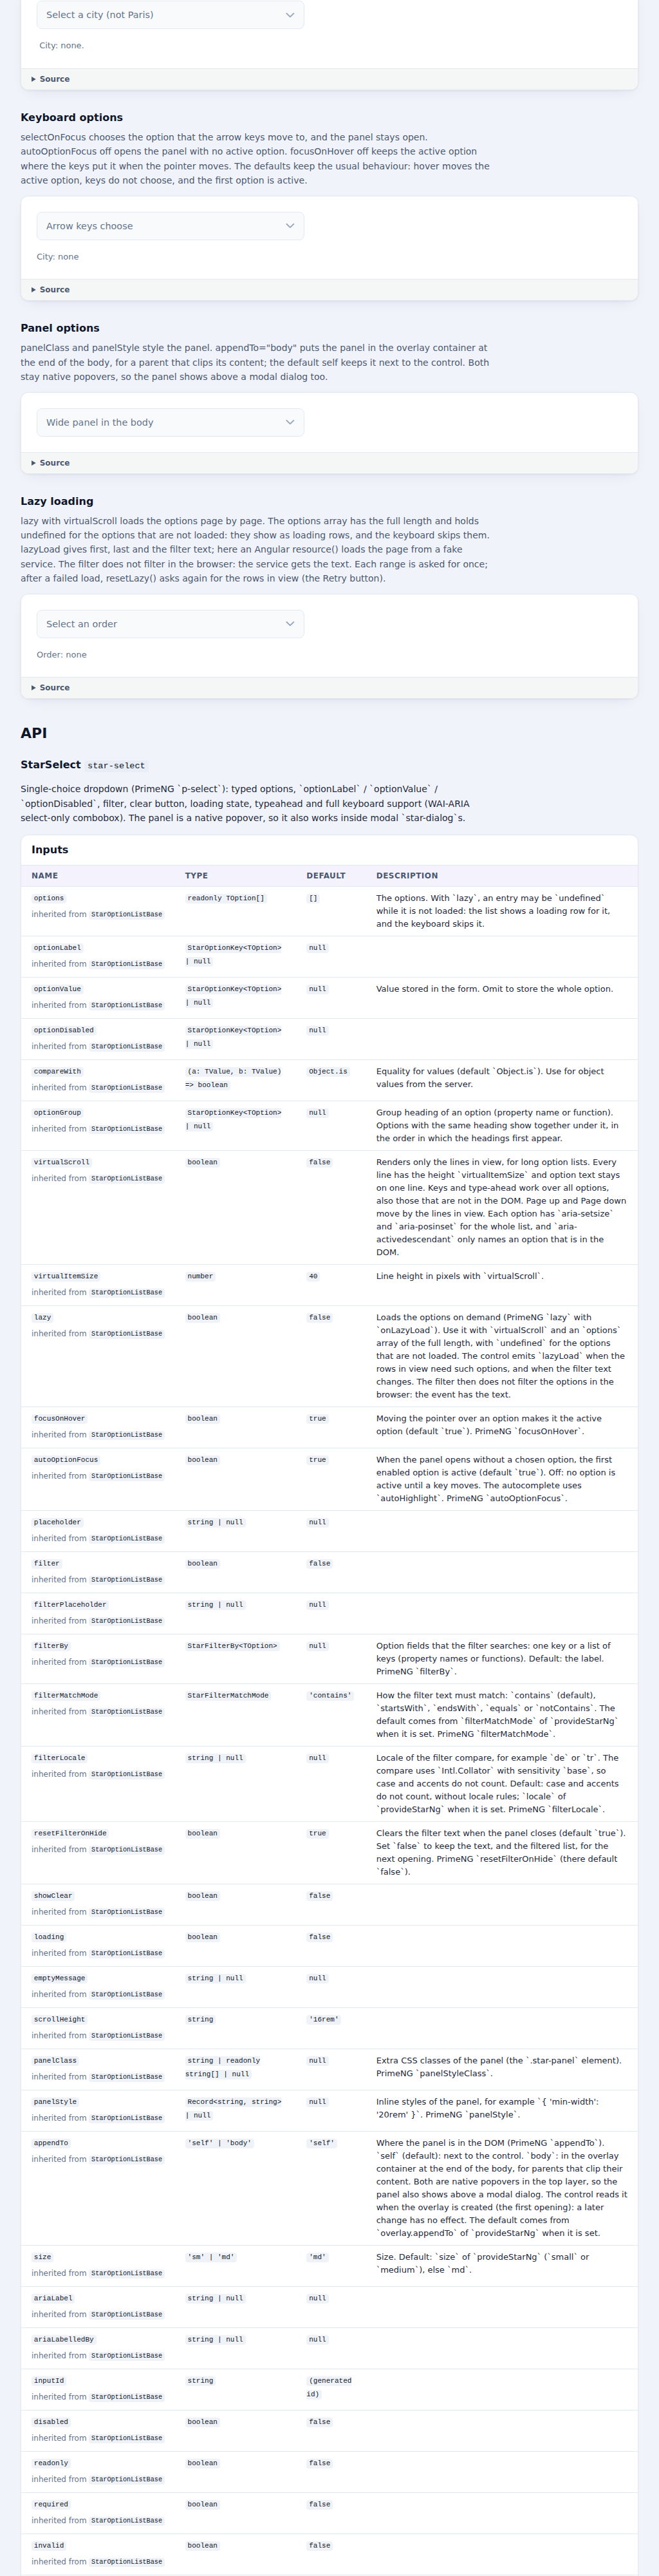 Select a city (not Paris)
City: none.
Source
Keyboard options
selectOnFocus chooses the option that the arrow keys move to, and the panel stays open.
autoOptionFocus off opens the panel with no active option. focusOnHover off keeps the active option
where the keys put it when the pointer moves. The defaults keep the usual behaviour: hover moves the
active option, keys do not choose, and the first option is active.
Arrow keys choose
City: none
Source
Panel options
panelClass and panelStyle style the panel. appendTo="body" puts the panel in the overlay container at
the end of the body, for a parent that clips its content; the default self keeps it next to the control. Both
stay native popovers, so the panel shows above a modal dialog too.
Wide panel in the body
Source
Lazy loading
lazy with virtualScroll loads the options page by page. The options array has the full length and holds
undefined for the options that are not loaded: they show as loading rows, and the keyboard skips them.
lazyLoad gives first, last and the filter text; here an Angular resource() loads the page from a fake
service. The filter does not filter in the browser: the service gets the text. Each range is asked for once;
after a failed load, resetLazy() asks again for the rows in view (the Retry button).
Select an order
Order: none
Source
API
StarSelect star-select
Single-choice dropdown (PrimeNG `p-select`): typed options, `optionLabel` / `optionValue` /
`optionDisabled`, filter, clear button, loading state, typeahead and full keyboard support (WAI-ARIA
select-only combobox). The panel is a native popover, so it also works inside modal `star-dialog`s.
Inputs
NAME TYPE DEFAULT DESCRIPTION
options readonly TOption[] [] The options. With `lazy`, an entry may be `undefined`
inherited from StarOptionListBase while it is not loaded: the list shows a loading row for it,
and the keyboard skips it.
optionLabel StarOptionKey<TOption> null
inherited from StarOptionListBase | null
optionValue StarOptionKey<TOption> null Value stored in the form. Omit to store the whole option.
inherited from StarOptionListBase | null
optionDisabled StarOptionKey<TOption> null
inherited from StarOptionListBase | null
compareWith (a: TValue, b: TValue) Object.is Equality for values (default `Object.is`). Use for object
inherited from StarOptionListBase => boolean values from the server.
optionGroup StarOptionKey<TOption> null Group heading of an option (property name or function).
inherited from StarOptionListBase | null Options with the same heading show together under it, in
the order in which the headings first appear.
virtualScroll boolean false Renders only the lines in view, for long option lists. Every
inherited from StarOptionListBase line has the height `virtualItemSize` and option text stays
on one line. Keys and type-ahead work over all options,
also those that are not in the DOM. Page up and Page down
move by the lines in view. Each option has `aria-setsize`
and `aria-posinset` for the whole list, and `aria-
activedescendant` only names an option that is in the
DOM.
virtualItemSize number 40 Line height in pixels with `virtualScroll`.
inherited from StarOptionListBase
lazy boolean false Loads the options on demand (PrimeNG `lazy` with
inherited from StarOptionListBase `onLazyLoad`). Use it with `virtualScroll` and an `options`
array of the full length, with `undefined` for the options
that are not loaded. The control emits `lazyLoad` when the
rows in view need such options, and when the filter text
changes. The filter then does not filter the options in the
browser: the event has the text.
focusOnHover boolean true Moving the pointer over an option makes it the active
inherited from StarOptionListBase option (default `true`). PrimeNG `focusOnHover`.
autoOptionFocus boolean true When the panel opens without a chosen option, the first
inherited from StarOptionListBase enabled option is active (default `true`). Off: no option is
active until a key moves. The autocomplete uses
`autoHighlight`. PrimeNG `autoOptionFocus`.
placeholder string | null null
inherited from StarOptionListBase
filter boolean false
inherited from StarOptionListBase
filterPlaceholder string | null null
inherited from StarOptionListBase
filterBy StarFilterBy<TOption> null Option fields that the filter searches: one key or a list of
inherited from StarOptionListBase keys (property names or functions). Default: the label.
PrimeNG `filterBy`.
filterMatchMode StarFilterMatchMode 'contains' How the filter text must match: `contains` (default),
inherited from StarOptionListBase `startsWith`, `endsWith`, `equals` or `notContains`. The
default comes from `filterMatchMode` of `provideStarNg`
when it is set. PrimeNG `filterMatchMode`.
filterLocale string | null null Locale of the filter compare, for example `de` or `tr`. The
inherited from StarOptionListBase compare uses `Intl.Collator` with sensitivity `base`, so
case and accents do not count. Default: case and accents
do not count, without locale rules; `locale` of
`provideStarNg` when it is set. PrimeNG `filterLocale`.
resetFilterOnHide boolean true Clears the filter text when the panel closes (default `true`).
inherited from StarOptionListBase Set `false` to keep the text, and the filtered list, for the
next opening. PrimeNG `resetFilterOnHide` (there default
`false`).
showClear boolean false
inherited from StarOptionListBase
loading boolean false
inherited from StarOptionListBase
emptyMessage string | null null
inherited from StarOptionListBase
scrollHeight string '16rem'
inherited from StarOptionListBase
panelClass string | readonly null Extra CSS classes of the panel (the `.star-panel` element).
inherited from StarOptionListBase string[] | null PrimeNG `panelStyleClass`.
panelStyle Record<string, string> null Inline styles of the panel, for example `{ 'min-width':
inherited from StarOptionListBase | null '20rem' }`. PrimeNG `panelStyle`.
appendTo 'self' | 'body' 'self' Where the panel is in the DOM (PrimeNG `appendTo`).
inherited from StarOptionListBase `self` (default): next to the control. `body`: in the overlay
container at the end of the body, for parents that clip their
content. Both are native popovers in the top layer, so the
panel also shows above a modal dialog. The control reads it
when the overlay is created (the first opening): a later
change has no effect. The default comes from
`overlay.appendTo` of `provideStarNg` when it is set.
size 'sm' | 'md' 'md' Size. Default: `size` of `provideStarNg` (`small` or
inherited from StarOptionListBase `medium`), else `md`.
ariaLabel string | null null
inherited from StarOptionListBase
ariaLabelledBy string | null null
inherited from StarOptionListBase
inputId string (generated
inherited from StarOptionListBase id)
disabled boolean false
inherited from StarOptionListBase
readonly boolean false
inherited from StarOptionListBase
required boolean false
inherited from StarOptionListBase
invalid boolean false
inherited from StarOptionListBase